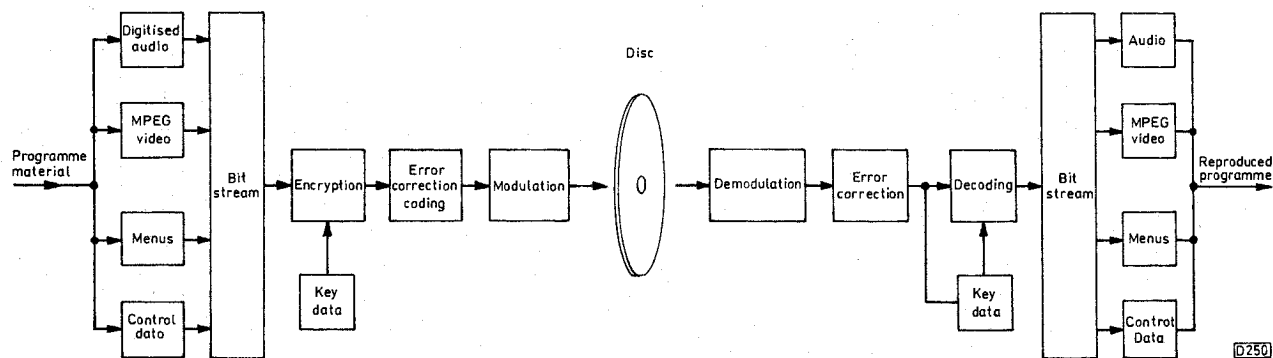 Programme
material
Digitised
audio
MPEG
video
Menus
Control
data
Bit
stream
Encryption
Key
data
Error
correction
coding
Modulation
Disc
Demodulation
Error
correction
Decoding
Key
data
Bit
stream
Audio
MPEG
video
Menus
Control
Data
Reproduced
programme
D250